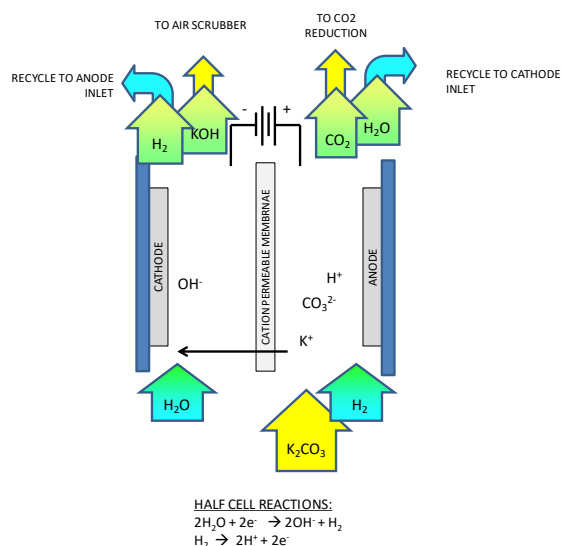 TO AIR SCRUBBER
TO CO2
REDUCTION
RECYCLE TO ANODE
INLET
RECYCLE TO CATHODE
INLET
- +
H₂
KOH
CO₂
H₂O
CATHODE
OH⁻
CATION PERMEABLE MEMBRNAE
H⁺
CO₃²⁻
K⁺
ANODE
H₂O
H₂
K₂CO₃
HALF CELL REACTIONS:
2H₂O + 2e⁻ → 2OH⁻ + H₂
H₂ → 2H⁺ + 2e⁻